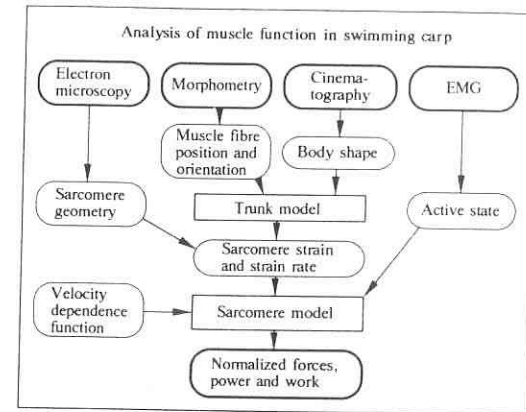 Analysis of muscle function in swimming carp
Electron
microscopy
Morphometry
Cinema-
tography
EMG
Muscle fibre
position and
orientation
Body shape
Sarcomere
geometry
Trunk model
Active state
Sarcomere strain
and strain rate
Velocity
dependence
function
Sarcomere model
Normalized forces,
power and work